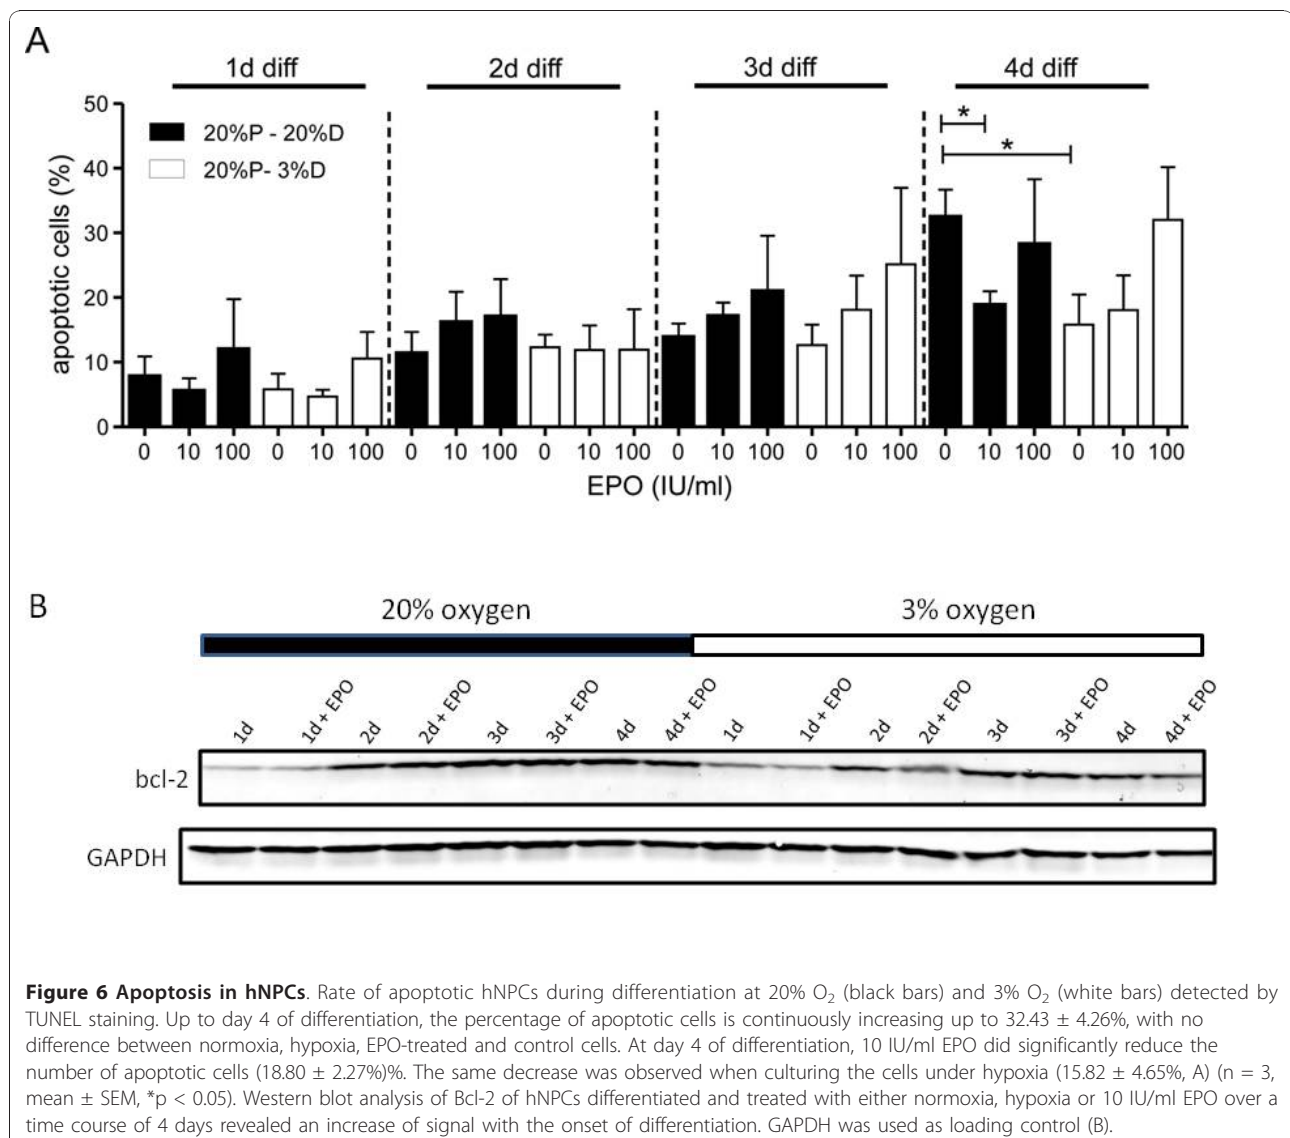 A
1d diff 2d diff 3d diff 4d diff
50
40
30
20
10
0
apoptotic cells (%)
20%P - 20%D
20%P- 3%D
*
*
0 10 100 0 10 100 0 10 100 0 10 100 0 10 100 0 10 100 0 10 100 0 10 100
EPO (IU/ml)
B
20% oxygen 3% oxygen
1d 1d + EPO 2d 2d + EPO 3d 3d + EPO 4d 4d + EPO 1d 1d + EPO 2d 2d + EPO 3d 3d + EPO 4d 4d + EPO
bcl-2
GAPDH
Figure 6 Apoptosis in hNPCs. Rate of apoptotic hNPCs during differentiation at 20% O₂ (black bars) and 3% O₂ (white bars) detected by
TUNEL staining. Up to day 4 of differentiation, the percentage of apoptotic cells is continuously increasing up to 32.43 ± 4.26%, with no
difference between normoxia, hypoxia, EPO-treated and control cells. At day 4 of differentiation, 10 IU/ml EPO did significantly reduce the
number of apoptotic cells (18.80 ± 2.27%)%. The same decrease was observed when culturing the cells under hypoxia (15.82 ± 4.65%, A) (n = 3,
mean ± SEM, *p < 0.05). Western blot analysis of Bcl-2 of hNPCs differentiated and treated with either normoxia, hypoxia or 10 IU/ml EPO over a
time course of 4 days revealed an increase of signal with the onset of differentiation. GAPDH was used as loading control (B).